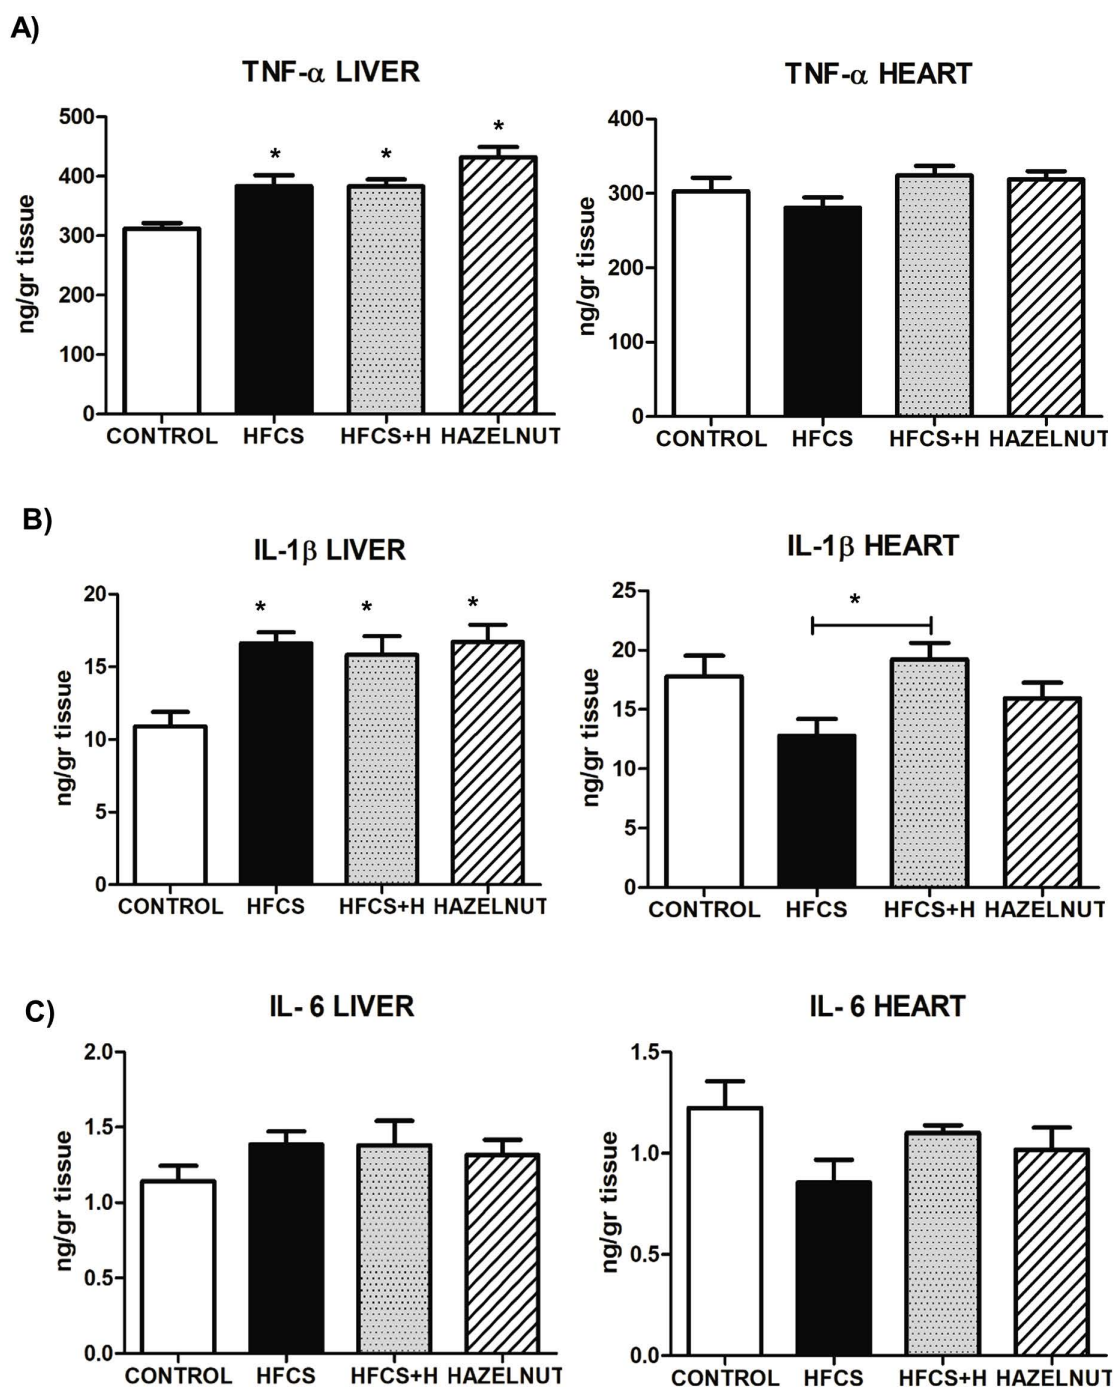 A)
TNF-α LIVER
500
400
300
200
100
0
ng/gr tissue
* * *
CONTROL HFCS HFCS+H HAZELNUT
TNF-α HEART
400
300
200
100
0
ng/gr tissue
CONTROL HFCS HFCS+H HAZELNUT
B)
IL-1β LIVER
20
15
10
5
0
ng/gr tissue
* * *
CONTROL HFCS HFCS+H HAZELNUT
IL-1β HEART
25
20
15
10
5
0
ng/gr tissue
*
CONTROL HFCS HFCS+H HAZELNUT
C)
IL- 6 LIVER
2.0
1.5
1.0
0.5
0.0
ng/gr tissue
CONTROL HFCS HFCS+H HAZELNUT
IL- 6 HEART
1.5
1.0
0.5
0.0
ng/gr tissue
CONTROL HFCS HFCS+H HAZELNUT